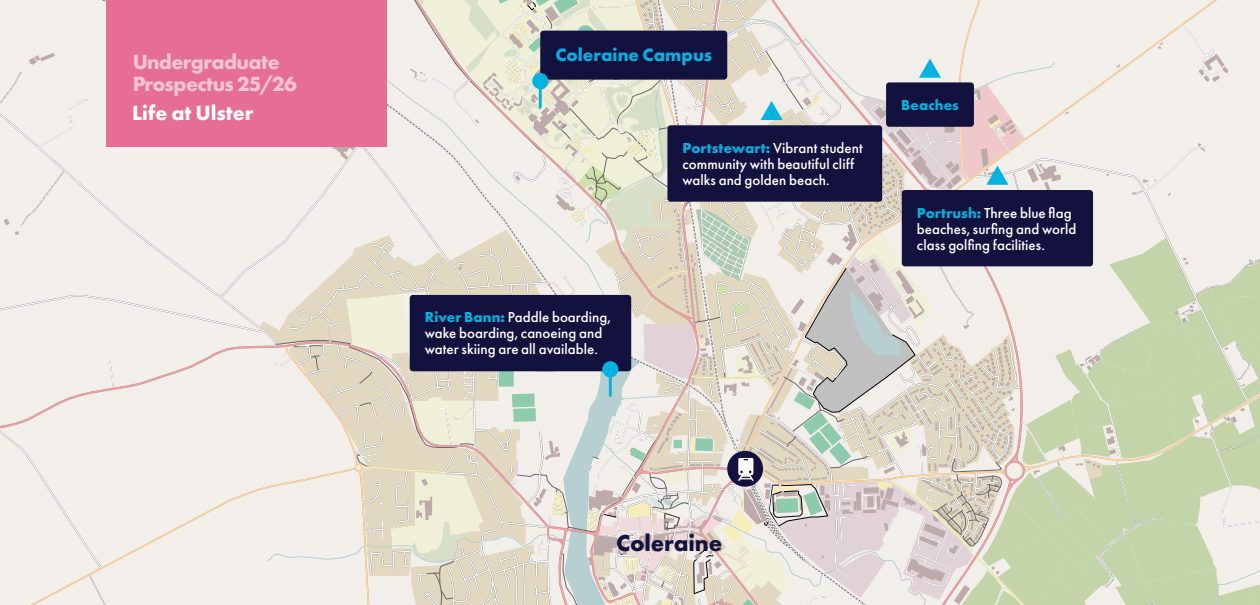 Undergraduate
Prospectus 25/26
Life at Ulster
Coleraine Campus
Beaches
Portstewart: Vibrant student
community with beautiful cliff
walks and golden beach.
Portrush: Three blue flag
beaches, surfing and world
class golfing facilities.
River Bann: Paddle boarding,
wake boarding, canoeing and
water skiing are all available.
Coleraine